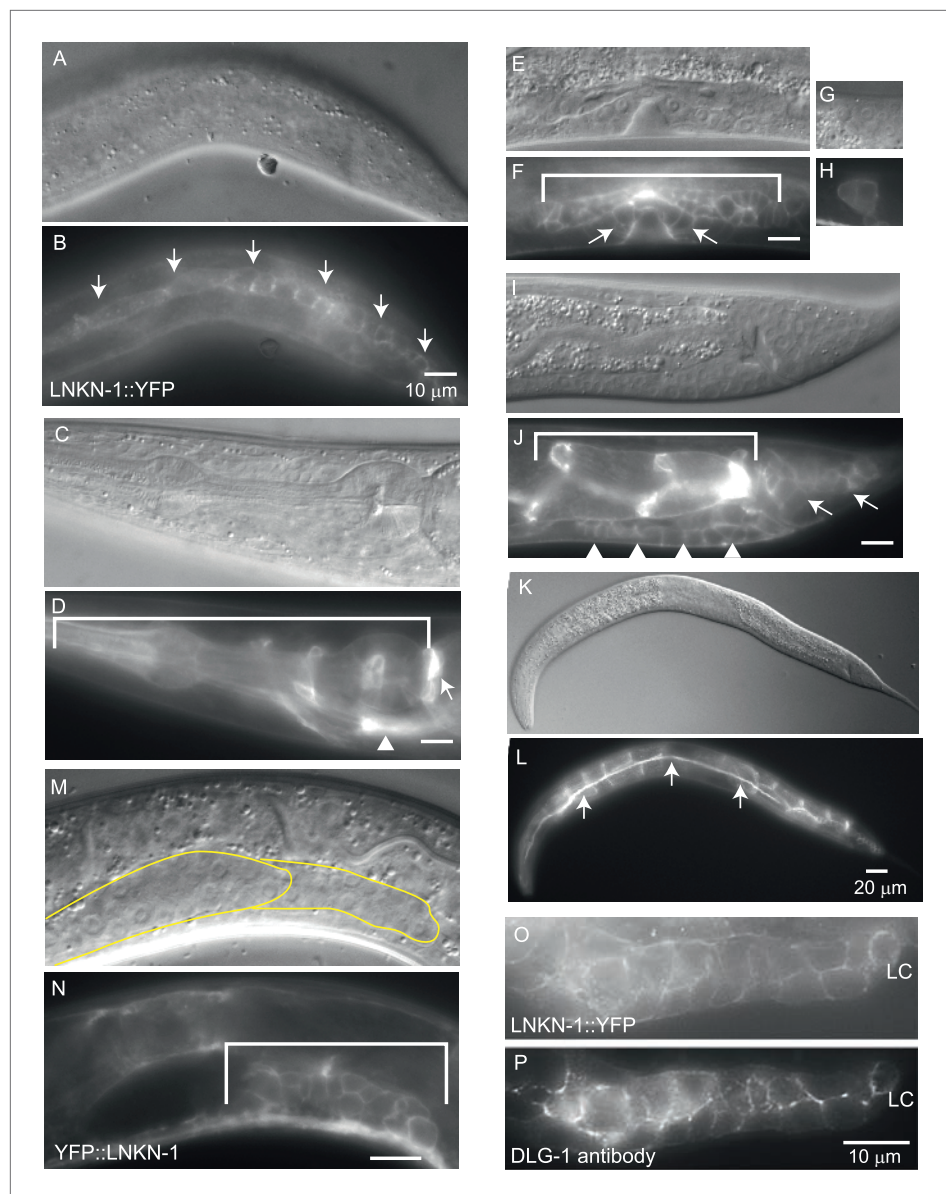 A
B
LNKN-1::YFP
10 μm
C
D
M
N
YFP::LNKN-1
E
F
G
H
I
J
K
L
20 μm
O
LC
LNKN-1::YFP
P
LC
DLG-1 antibody
10 μm